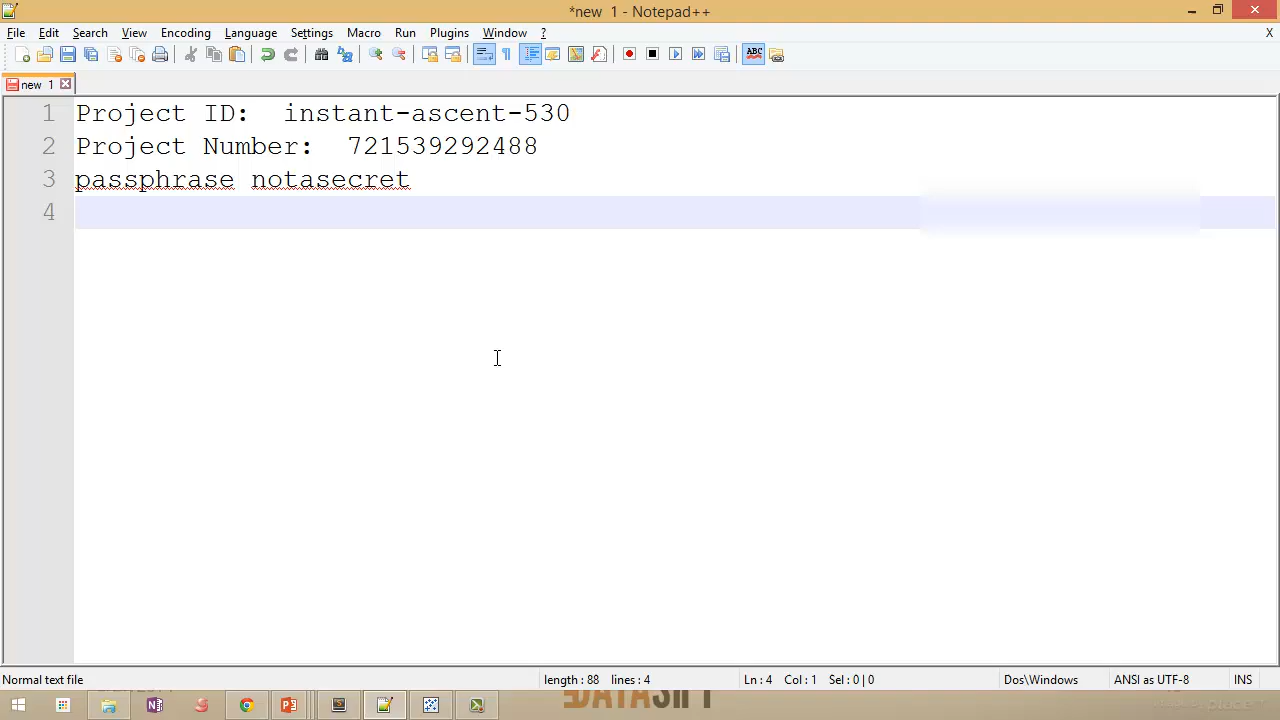 *new 1 - Notepad++
File Edit Search View Encoding Language Settings Macro Run Plugins Window ? X
ABC
new 1
1 Project ID: instant-ascent-530
2 Project Number: 721539292488
3 passphrase notasecret
4
Normal text file length : 88 lines : 4 Ln : 4 Col : 1 Sel : 0 | 0 Dos\Windows ANSI as UTF-8 INS
DATASIFT